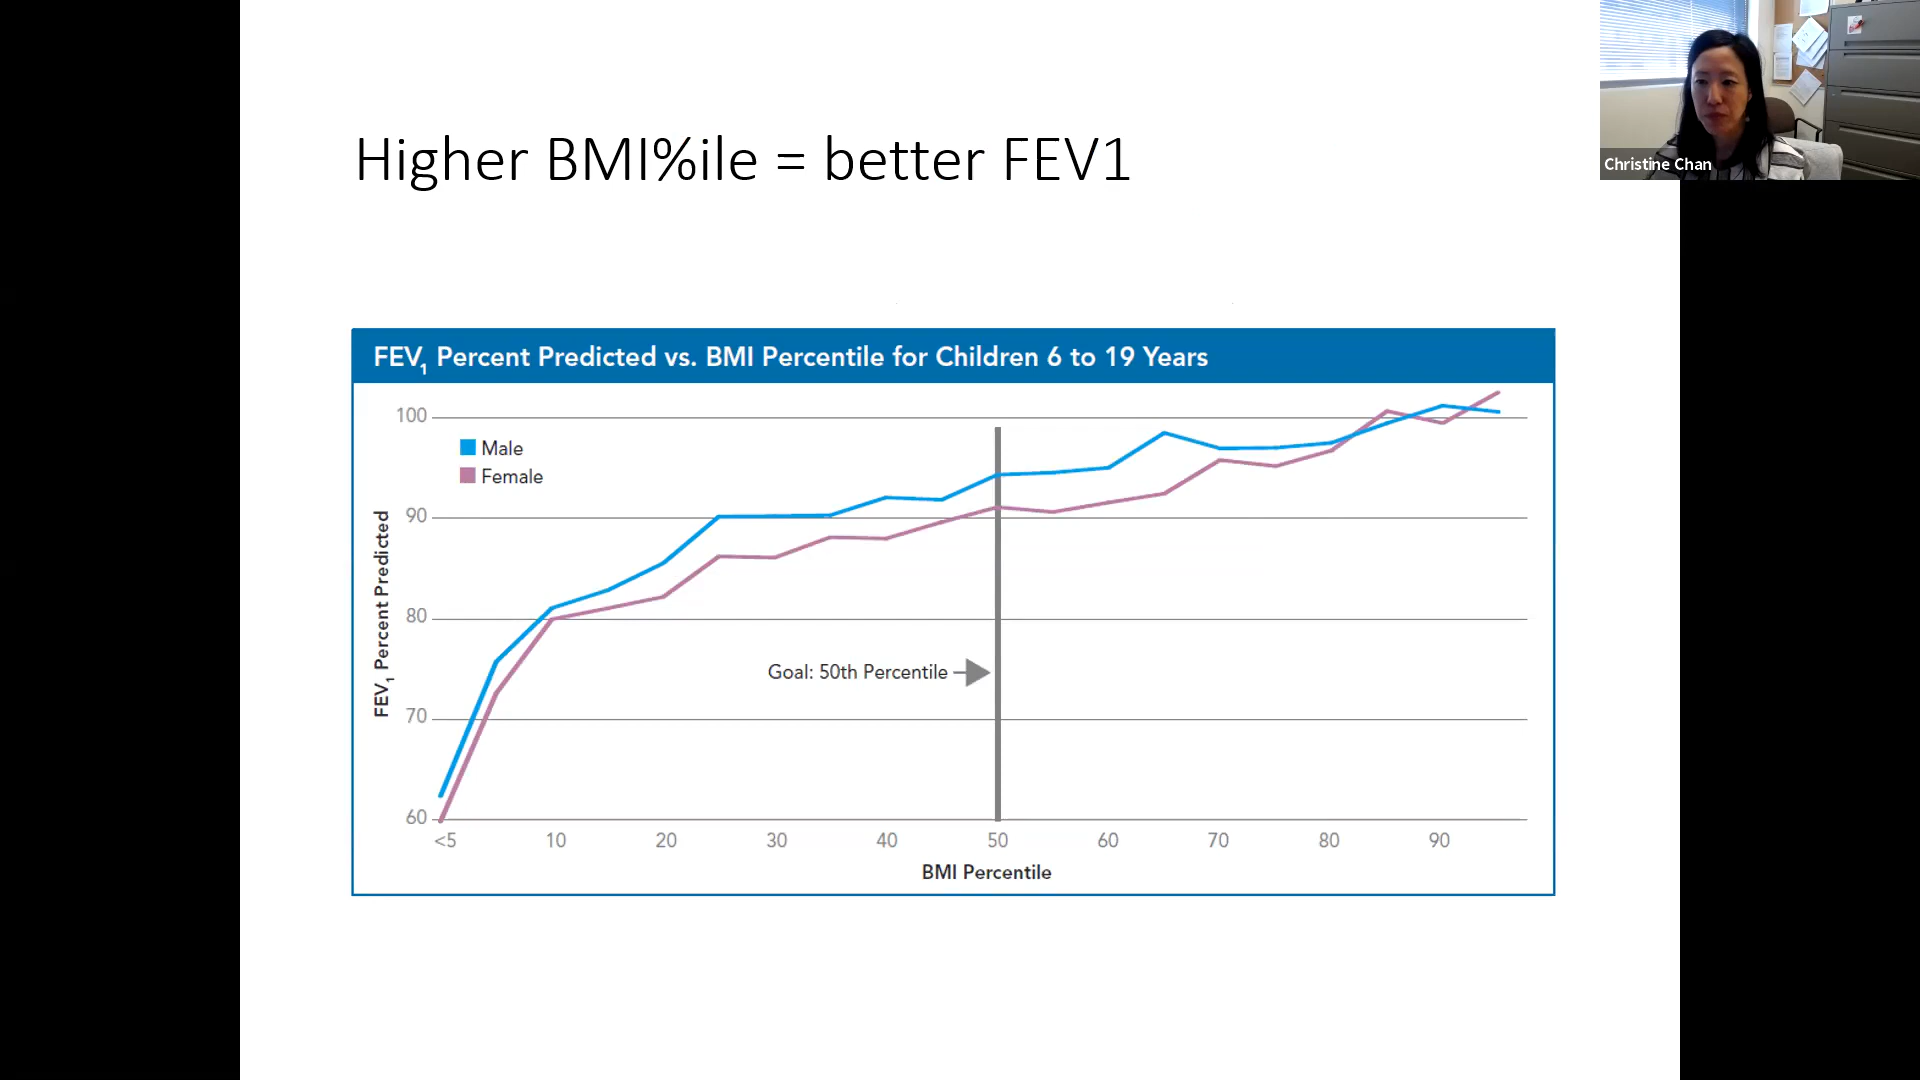 Higher BMI%ile = better FEV1
Christine Chan
FEV1 Percent Predicted vs. BMI Percentile for Children 6 to 19 Years
100
90
80
70
60
Male
Female
FEV1 Percent Predicted
Goal: 50th Percentile
<5 10 20 30 40 50 60 70 80 90
BMI Percentile